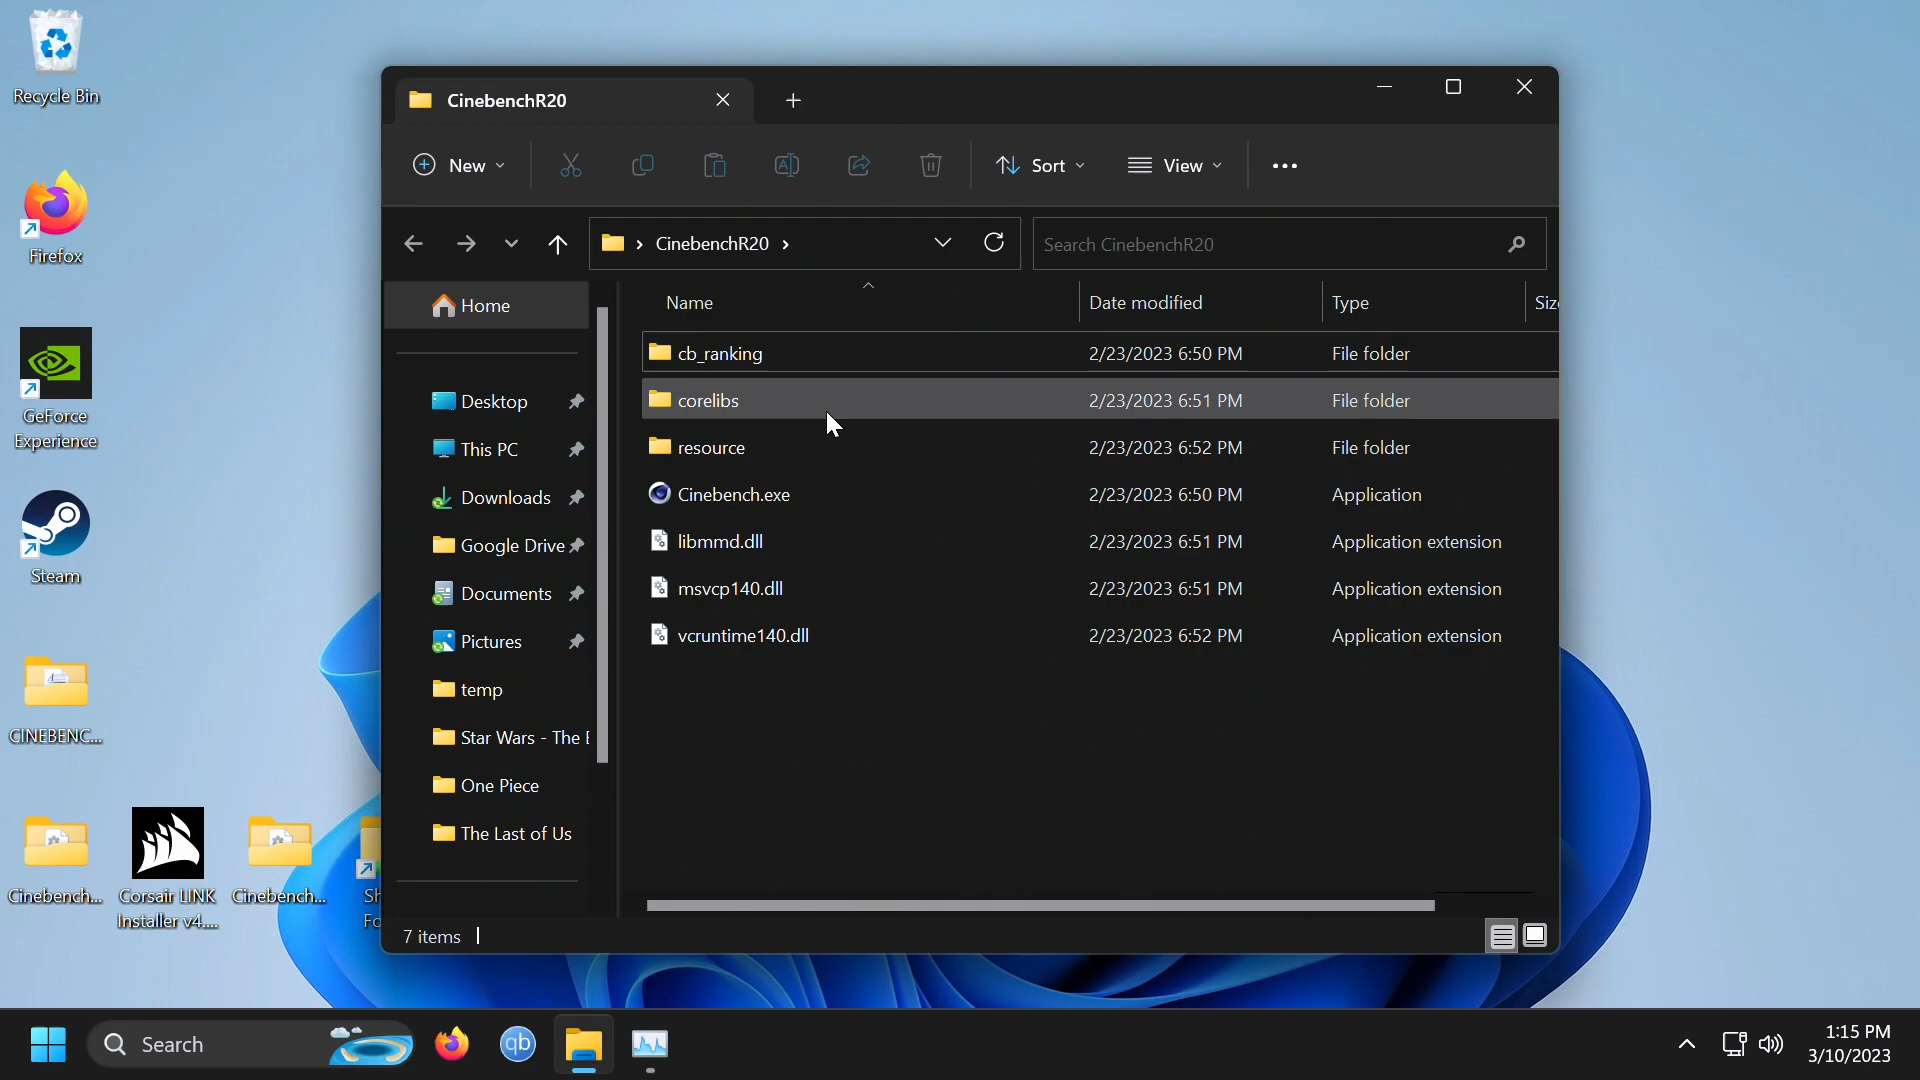 Recycle Bin
Firefox
GeForce
Experience
Steam
CINEBENC...
Cinebench...
Corsair LINK
Installer v4....
Cinebench...
Sh
Fo
CinebenchR20
New
Sort
View
CinebenchR20
Search CinebenchR20
Home
Desktop
This PC
Downloads
Google Drive
Documents
Pictures
temp
Star Wars - The E
One Piece
The Last of Us
Name Date modified Type Siz
cb_ranking 2/23/2023 6:50 PM File folder
corelibs 2/23/2023 6:51 PM File folder
resource 2/23/2023 6:52 PM File folder
Cinebench.exe 2/23/2023 6:50 PM Application
libmmd.dll 2/23/2023 6:51 PM Application extension
msvcp140.dll 2/23/2023 6:51 PM Application extension
vcruntime140.dll 2/23/2023 6:52 PM Application extension
7 items
Search
qb
1:15 PM
3/10/2023